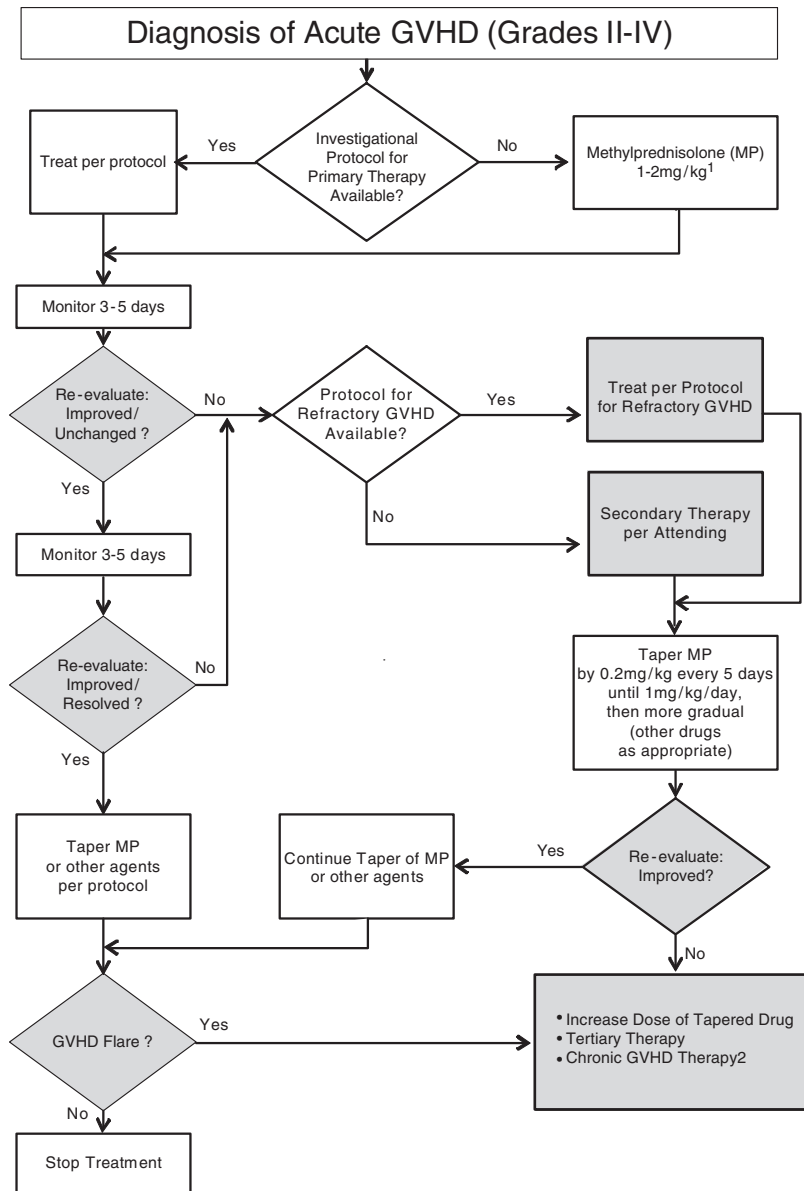 Diagnosis of Acute GVHD (Grades II-IV)
Investigational
Protocol for
Primary Therapy
Available?
Yes
No
Treat per protocol
Methylprednisolone (MP)
1-2mg/kg1
Monitor 3-5 days
Re-evaluate:
Improved/
Unchanged ?
No
Yes
Protocol for
Refractory GVHD
Available?
Yes
No
Treat per Protocol
for Refractory GVHD
Secondary Therapy
per Attending
Monitor 3-5 days
Re-evaluate:
Improved/
Resolved ?
No
Yes
Taper MP
by 0.2mg/kg every 5 days
until 1mg/kg/day,
then more gradual
(other drugs
as appropriate)
Taper MP
or other agents
per protocol
Continue Taper of MP
or other agents
Yes
Re-evaluate:
Improved?
No
GVHD Flare ?
Yes
No
• Increase Dose of Tapered Drug
• Tertiary Therapy
• Chronic GVHD Therapy2
Stop Treatment